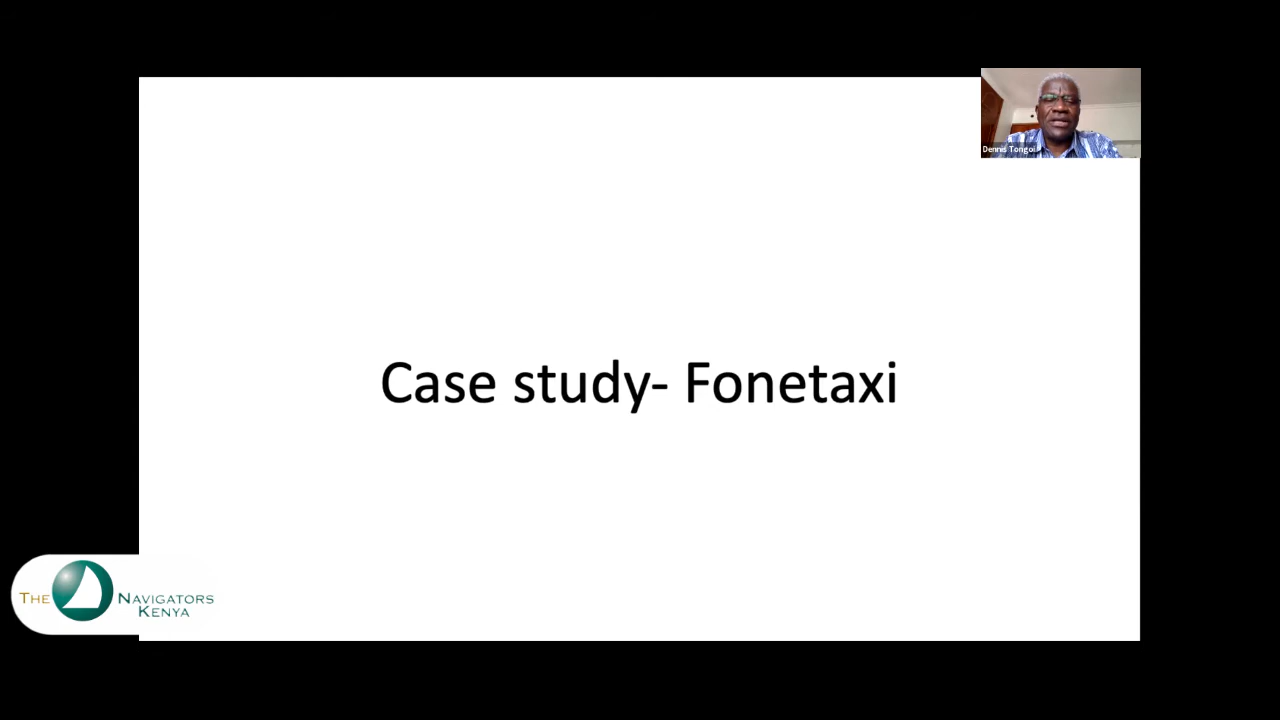 Dennis Tongoi
Case study- Fonetaxi
THE NAVIGATORS
KENYA